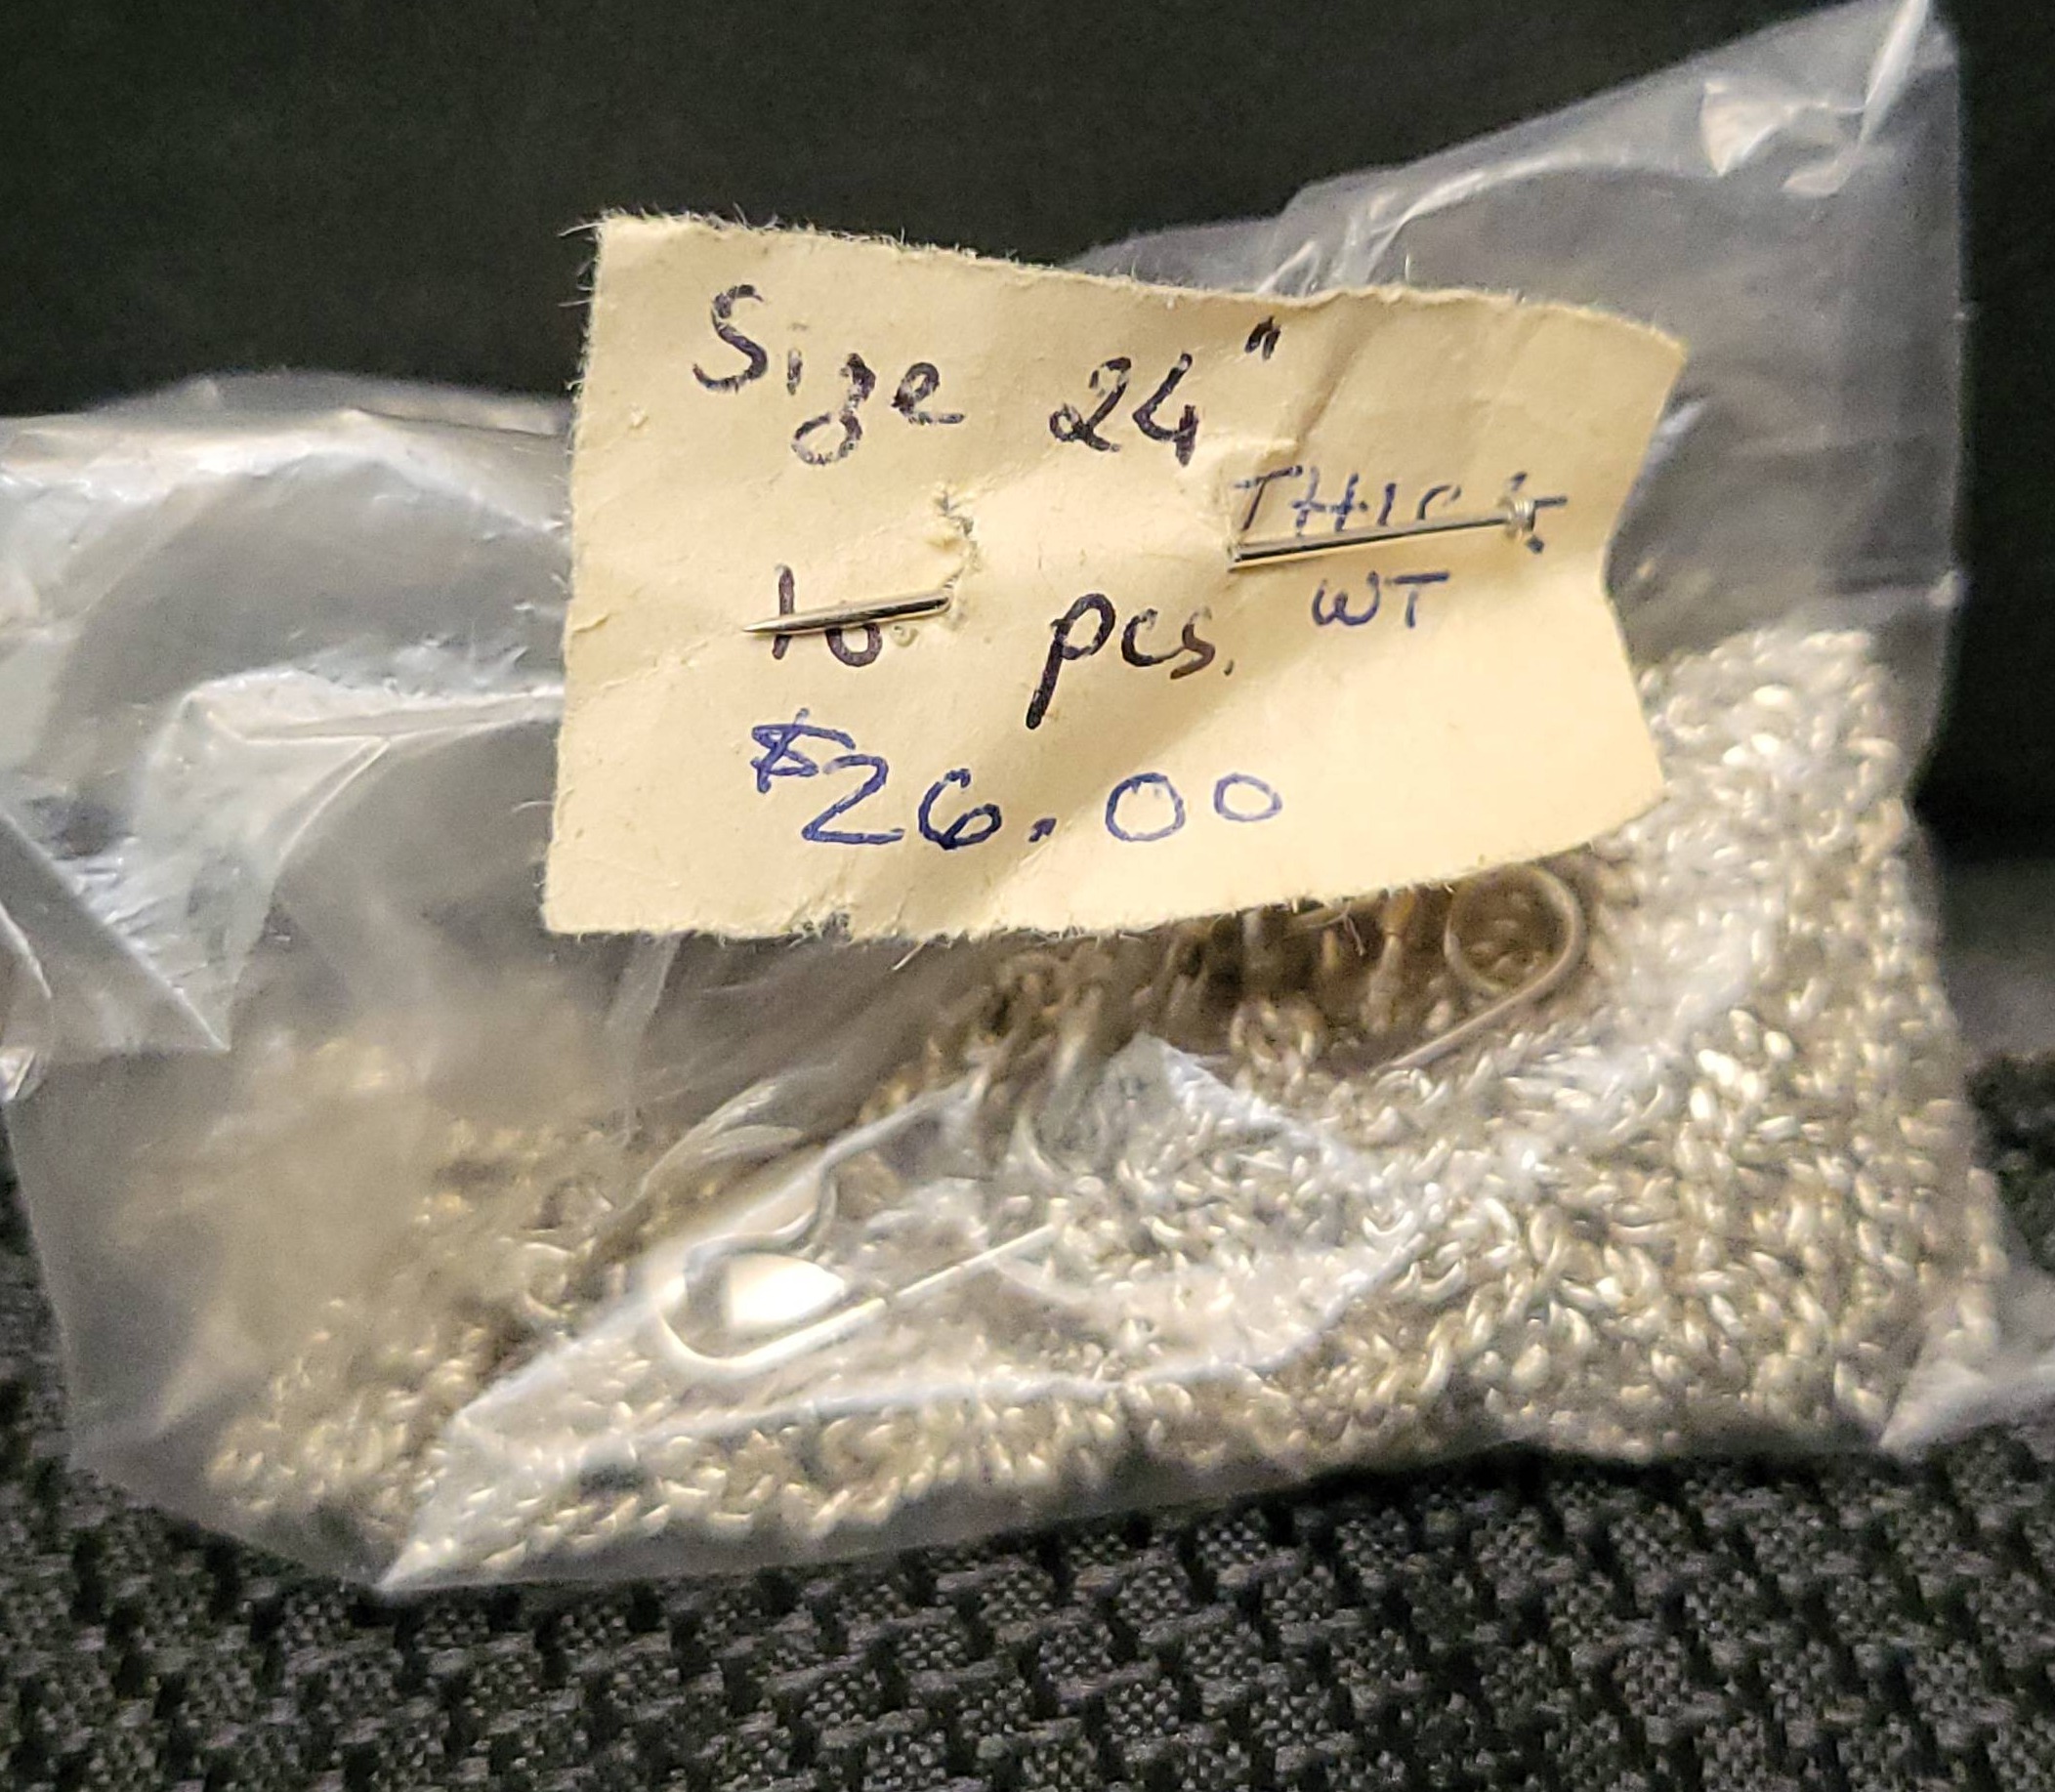 Size 24"
THICK
WT
10 pcs.
$26.00